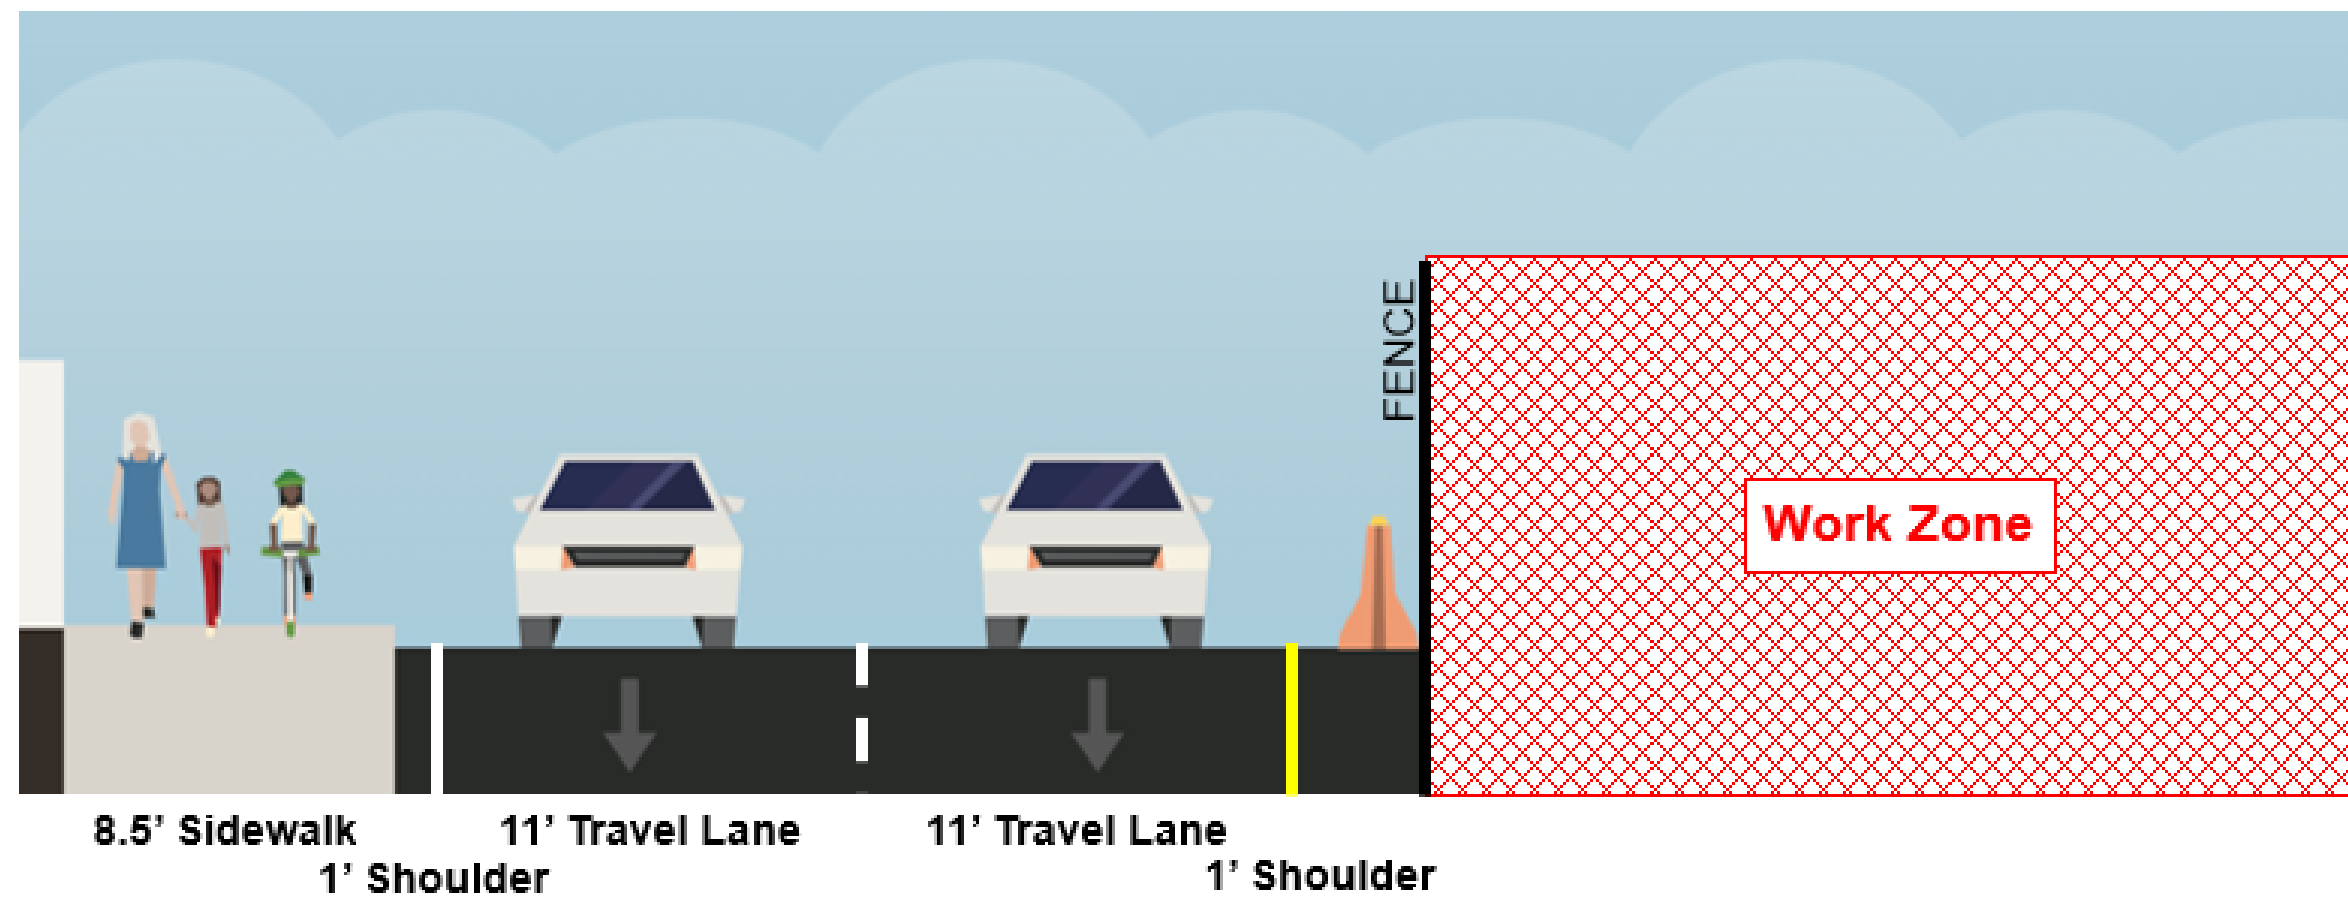 FENCE
Work Zone
8.5’ Sidewalk
11’ Travel Lane
11’ Travel Lane
1’ Shoulder
1’ Shoulder